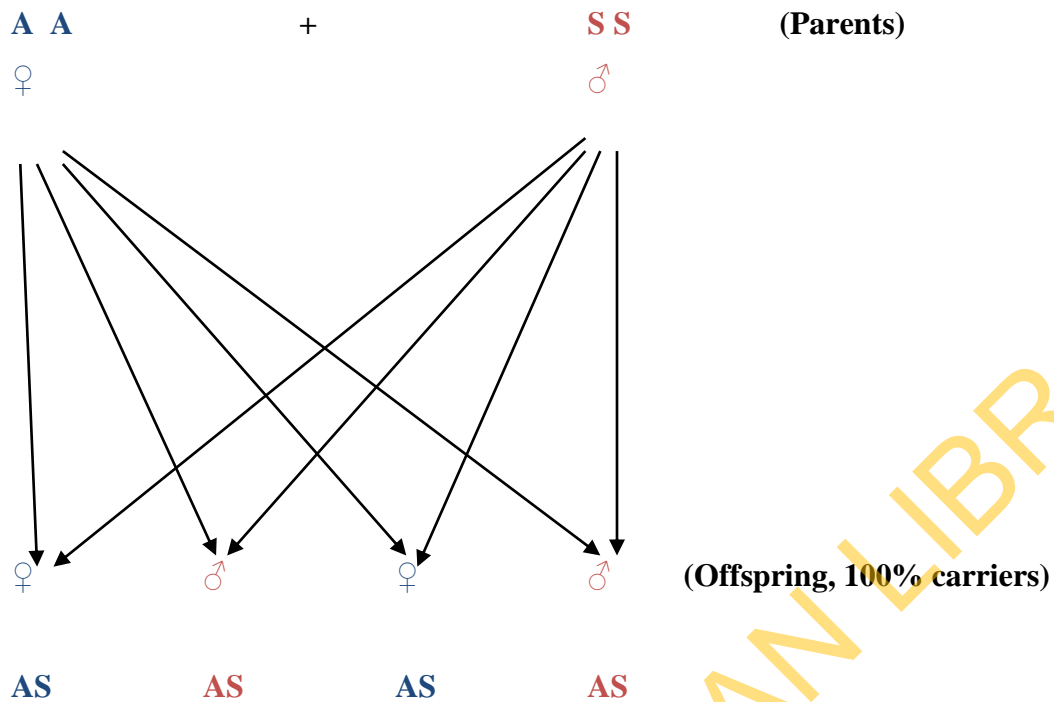 A A + S S (Parents)
♀ ♂
♀ ♂ ♀ ♂ (Offspring, 100% carriers)
AS AS AS AS